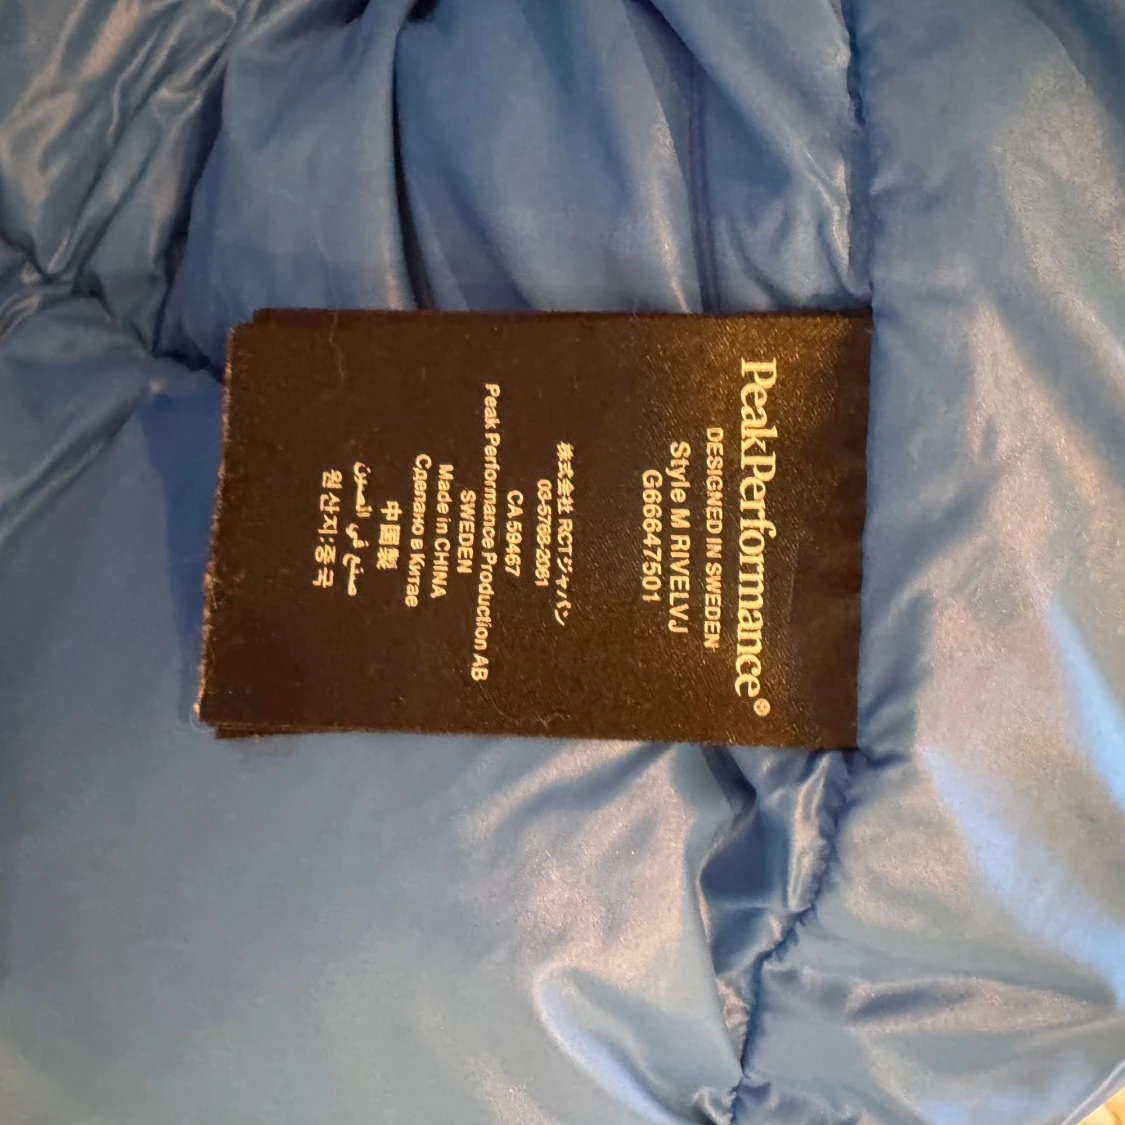 PeakPerformance®
DESIGNED IN SWEDEN
Style M RIVELVJ
G66647501
株式会社 RCTジャパン
03-5768-2081
CA 59467
Peak Performance Production AB
SWEDEN
Made in CHINA
Сделано в Китае
中国製
صنع في الصين
원산지:중국